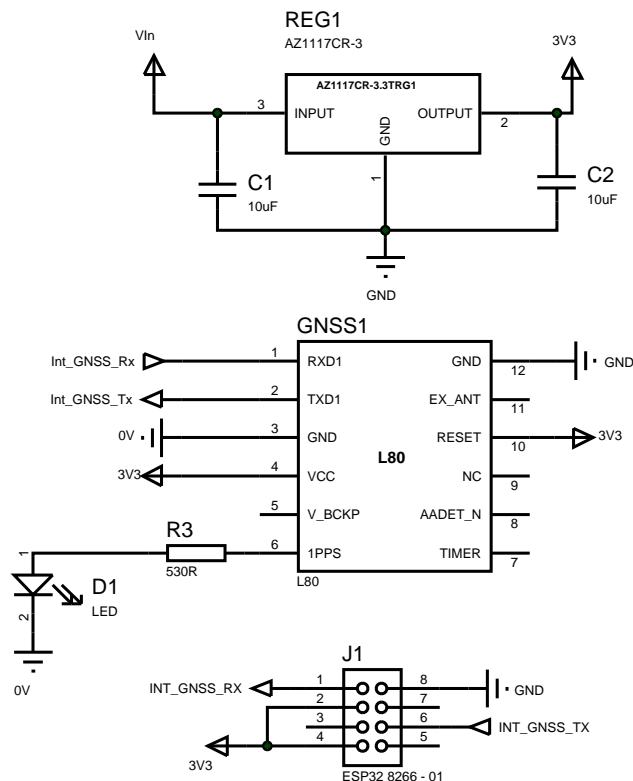 REG1
AZ1117CR-3
VIn
3V3
AZ1117CR-3.3TRG1
3
INPUT
OUTPUT
2
GND
1
C1
10uF
C2
10uF
GND
GNSS1
Int_GNSS_Rx
1
RXD1
GND
12
GND
Int_GNSS_Tx
2
TXD1
EX_ANT
11
0V
3
GND
RESET
10
3V3
3V3
4
VCC
L80
NC
9
5
V_BCKP
AADET_N
8
R3
530R
6
1PPS
TIMER
7
L80
1
D1
LED
2
0V
J1
INT_GNSS_RX
1
8
GND
2
7
3
6
INT_GNSS_TX
3V3
4
5
ESP32 8266 - 01